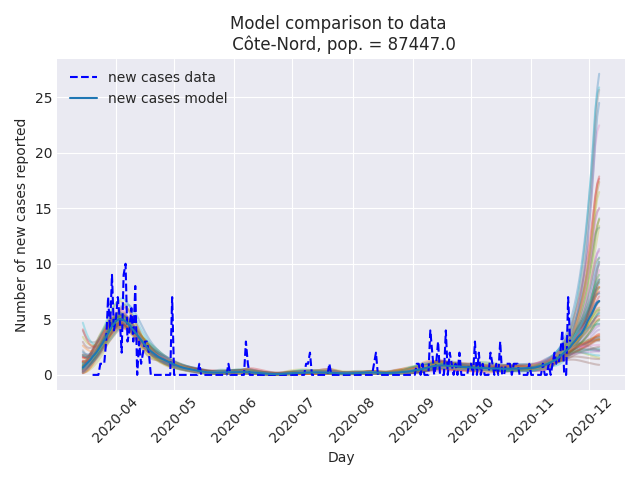 Model comparison to data
Côte-Nord, pop. = 87447.0
new cases data
new cases model
Number of new cases reported
25
20
15
10
5
0
2020-04
2020-05
2020-06
2020-07
2020-08
2020-09
2020-10
2020-11
2020-12
Day